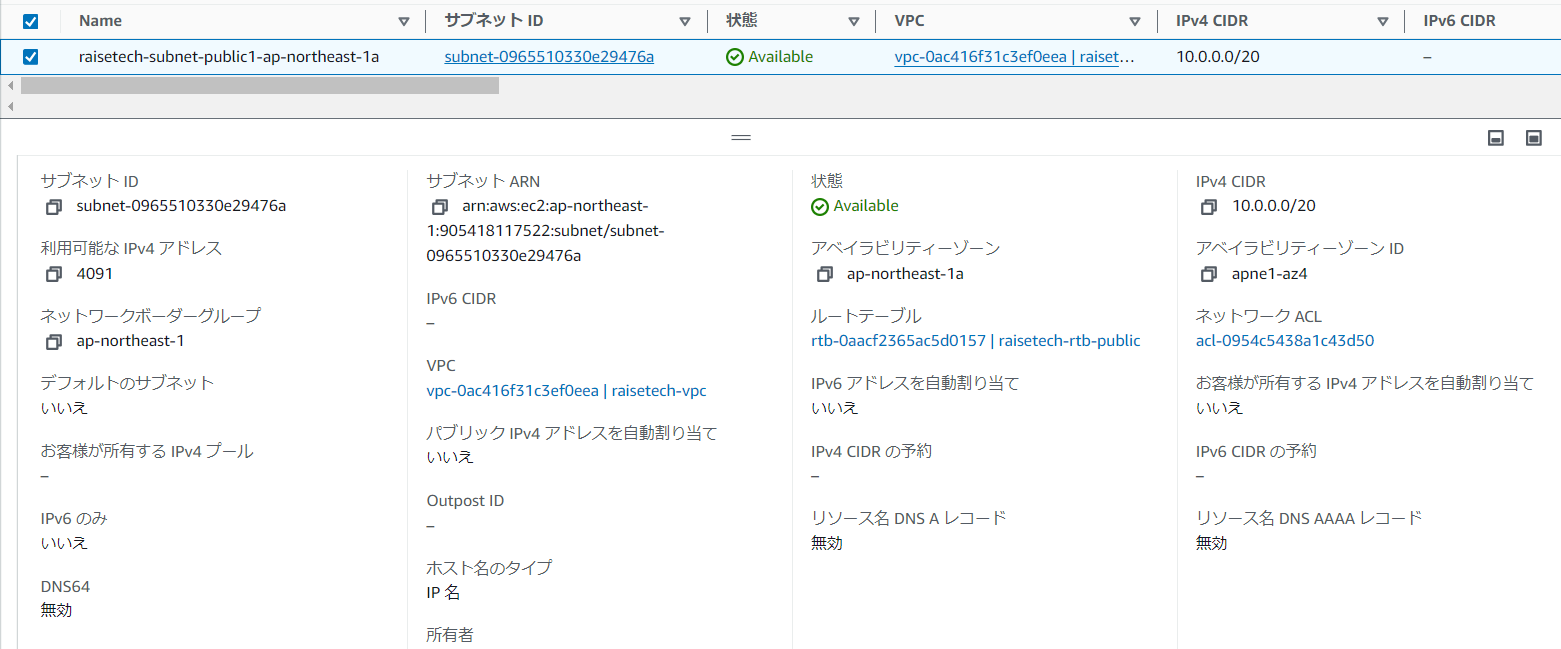 Name サブネット ID 状態 VPC IPv4 CIDR IPv6 CIDR
raisetech-subnet-public1-ap-northeast-1a subnet-0965510330e29476a Available vpc-0ac416f31c3ef0eea | raiset… 10.0.0.0/20 –
サブネット ID
subnet-0965510330e29476a
利用可能な IPv4 アドレス
4091
ネットワークボーダーグループ
ap-northeast-1
デフォルトのサブネット
いいえ
お客様が所有する IPv4 プール
–
IPv6 のみ
いいえ
DNS64
無効
サブネット ARN
arn:aws:ec2:ap-northeast-
1:905418117522:subnet/subnet-
0965510330e29476a
IPv6 CIDR
–
VPC
vpc-0ac416f31c3ef0eea | raisetech-vpc
パブリック IPv4 アドレスを自動割り当て
いいえ
Outpost ID
–
ホスト名のタイプ
IP 名
所有者
状態
Available
アベイラビリティーゾーン
ap-northeast-1a
ルートテーブル
rtb-0aacf2365ac5d0157 | raisetech-rtb-public
IPv6 アドレスを自動割り当て
いいえ
IPv4 CIDR の予約
–
リソース名 DNS A レコード
無効
IPv4 CIDR
10.0.0.0/20
アベイラビリティーゾーン ID
apne1-az4
ネットワーク ACL
acl-0954c5438a1c43d50
お客様が所有する IPv4 アドレスを自動割り当て
いいえ
IPv6 CIDR の予約
–
リソース名 DNS AAAA レコード
無効